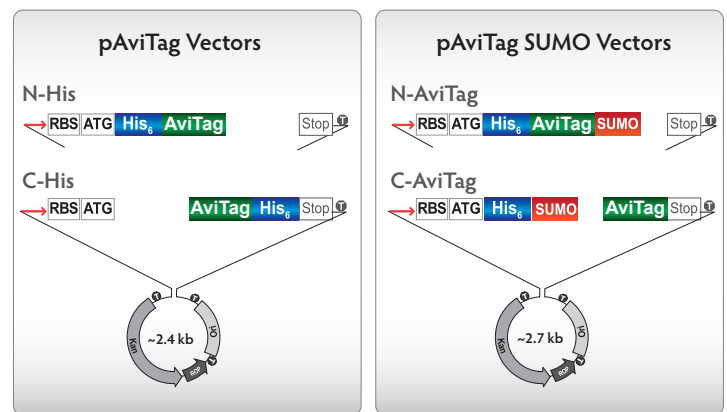 pAviTag Vectors
N-His
RBS ATG His6 AviTag Stop T
C-His
RBS ATG AviTag His6 Stop T
T T
Kan ~2.4 kb Ori
ROP T
pAviTag SUMO Vectors
N-AviTag
RBS ATG His6 AviTag SUMO Stop T
C-AviTag
RBS ATG His6 SUMO AviTag Stop T
T T
Kan ~2.7 kb Ori
ROP T